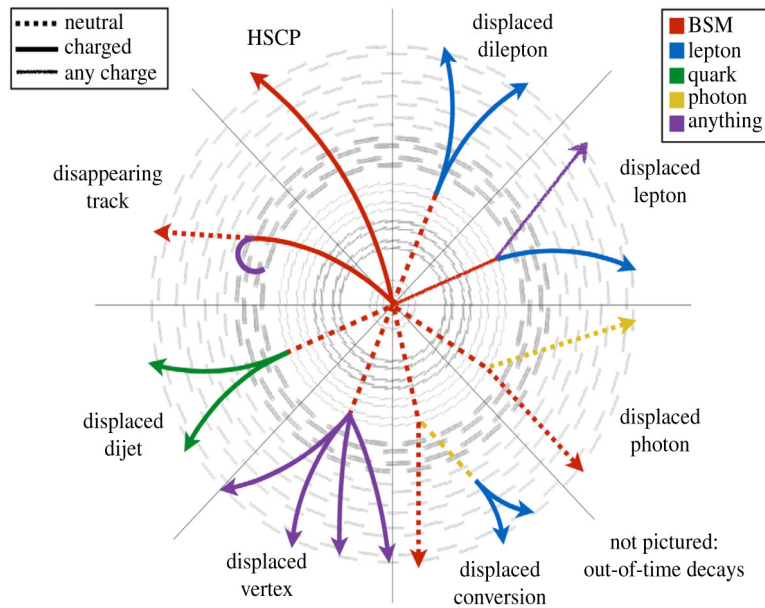 neutral
charged
any charge
HSCP
displaced
dilepton
BSM
lepton
quark
photon
anything
displaced
lepton
disappearing
track
displaced
dijet
displaced
photon
displaced
vertex
displaced
conversion
not pictured:
out-of-time decays